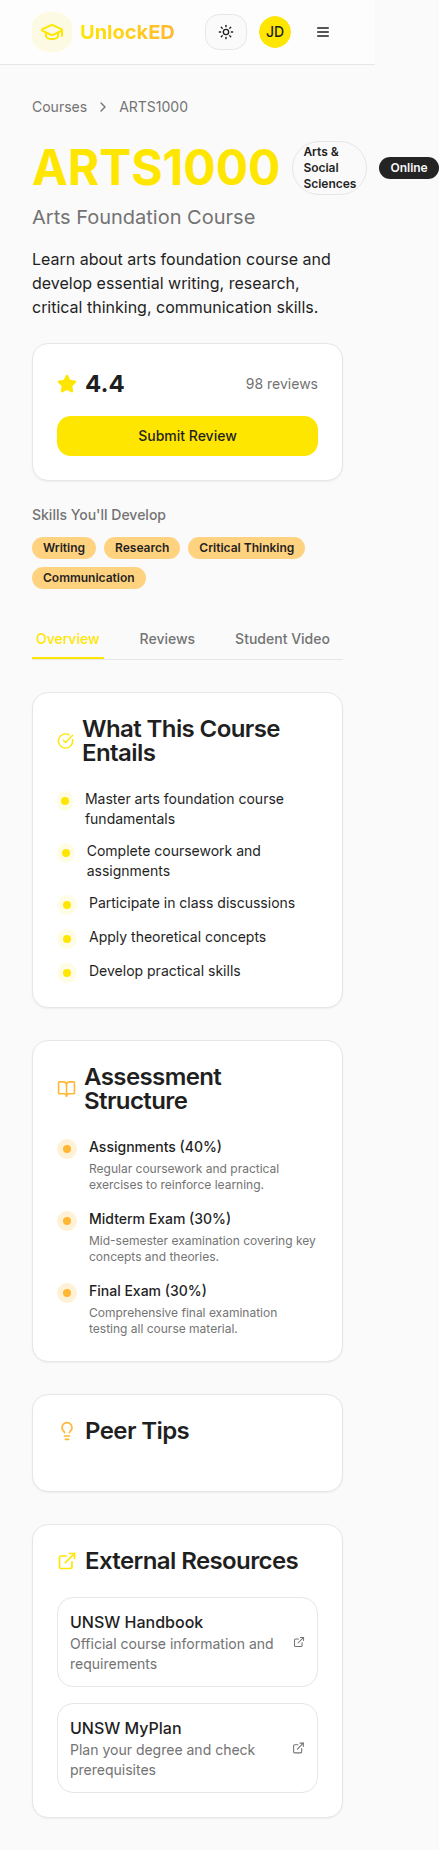 UnlockED
JD
Courses > ARTS1000
ARTS1000
Arts &
Social
Sciences
Online
Arts Foundation Course
Learn about arts foundation course and
develop essential writing, research,
critical thinking, communication skills.
4.4
98 reviews
Submit Review
Skills You'll Develop
Writing Research Critical Thinking
Communication
Overview Reviews Student Video
What This Course
Entails
Master arts foundation course
fundamentals
Complete coursework and
assignments
Participate in class discussions
Apply theoretical concepts
Develop practical skills
Assessment
Structure
Assignments (40%)
Regular coursework and practical
exercises to reinforce learning.
Midterm Exam (30%)
Mid-semester examination covering key
concepts and theories.
Final Exam (30%)
Comprehensive final examination
testing all course material.
Peer Tips
External Resources
UNSW Handbook
Official course information and
requirements
UNSW MyPlan
Plan your degree and check
prerequisites